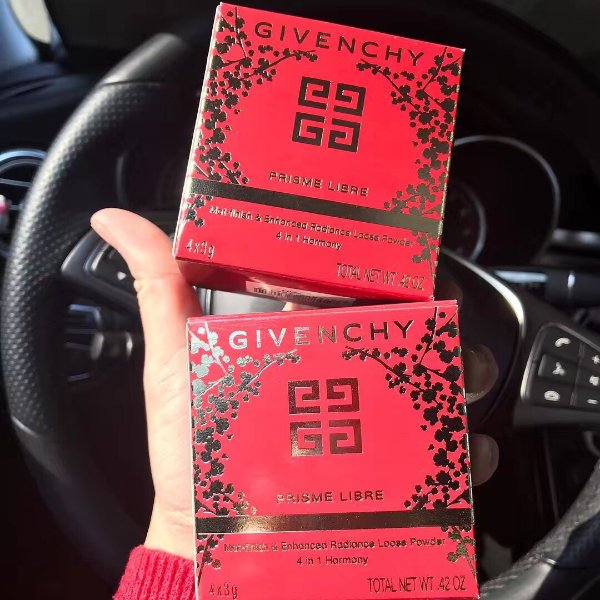 GIVENCHY
PRISME LIBRE
Mat-finish & Enhanced Radiance Loose Powder
4 in 1 Harmony
4x3g
TOTAL NET WT .42 OZ
GIVENCHY
PRISME LIBRE
Mat-finish & Enhanced Radiance Loose Powder
4 in 1 Harmony
4x3g
TOTAL NET WT .42 OZ